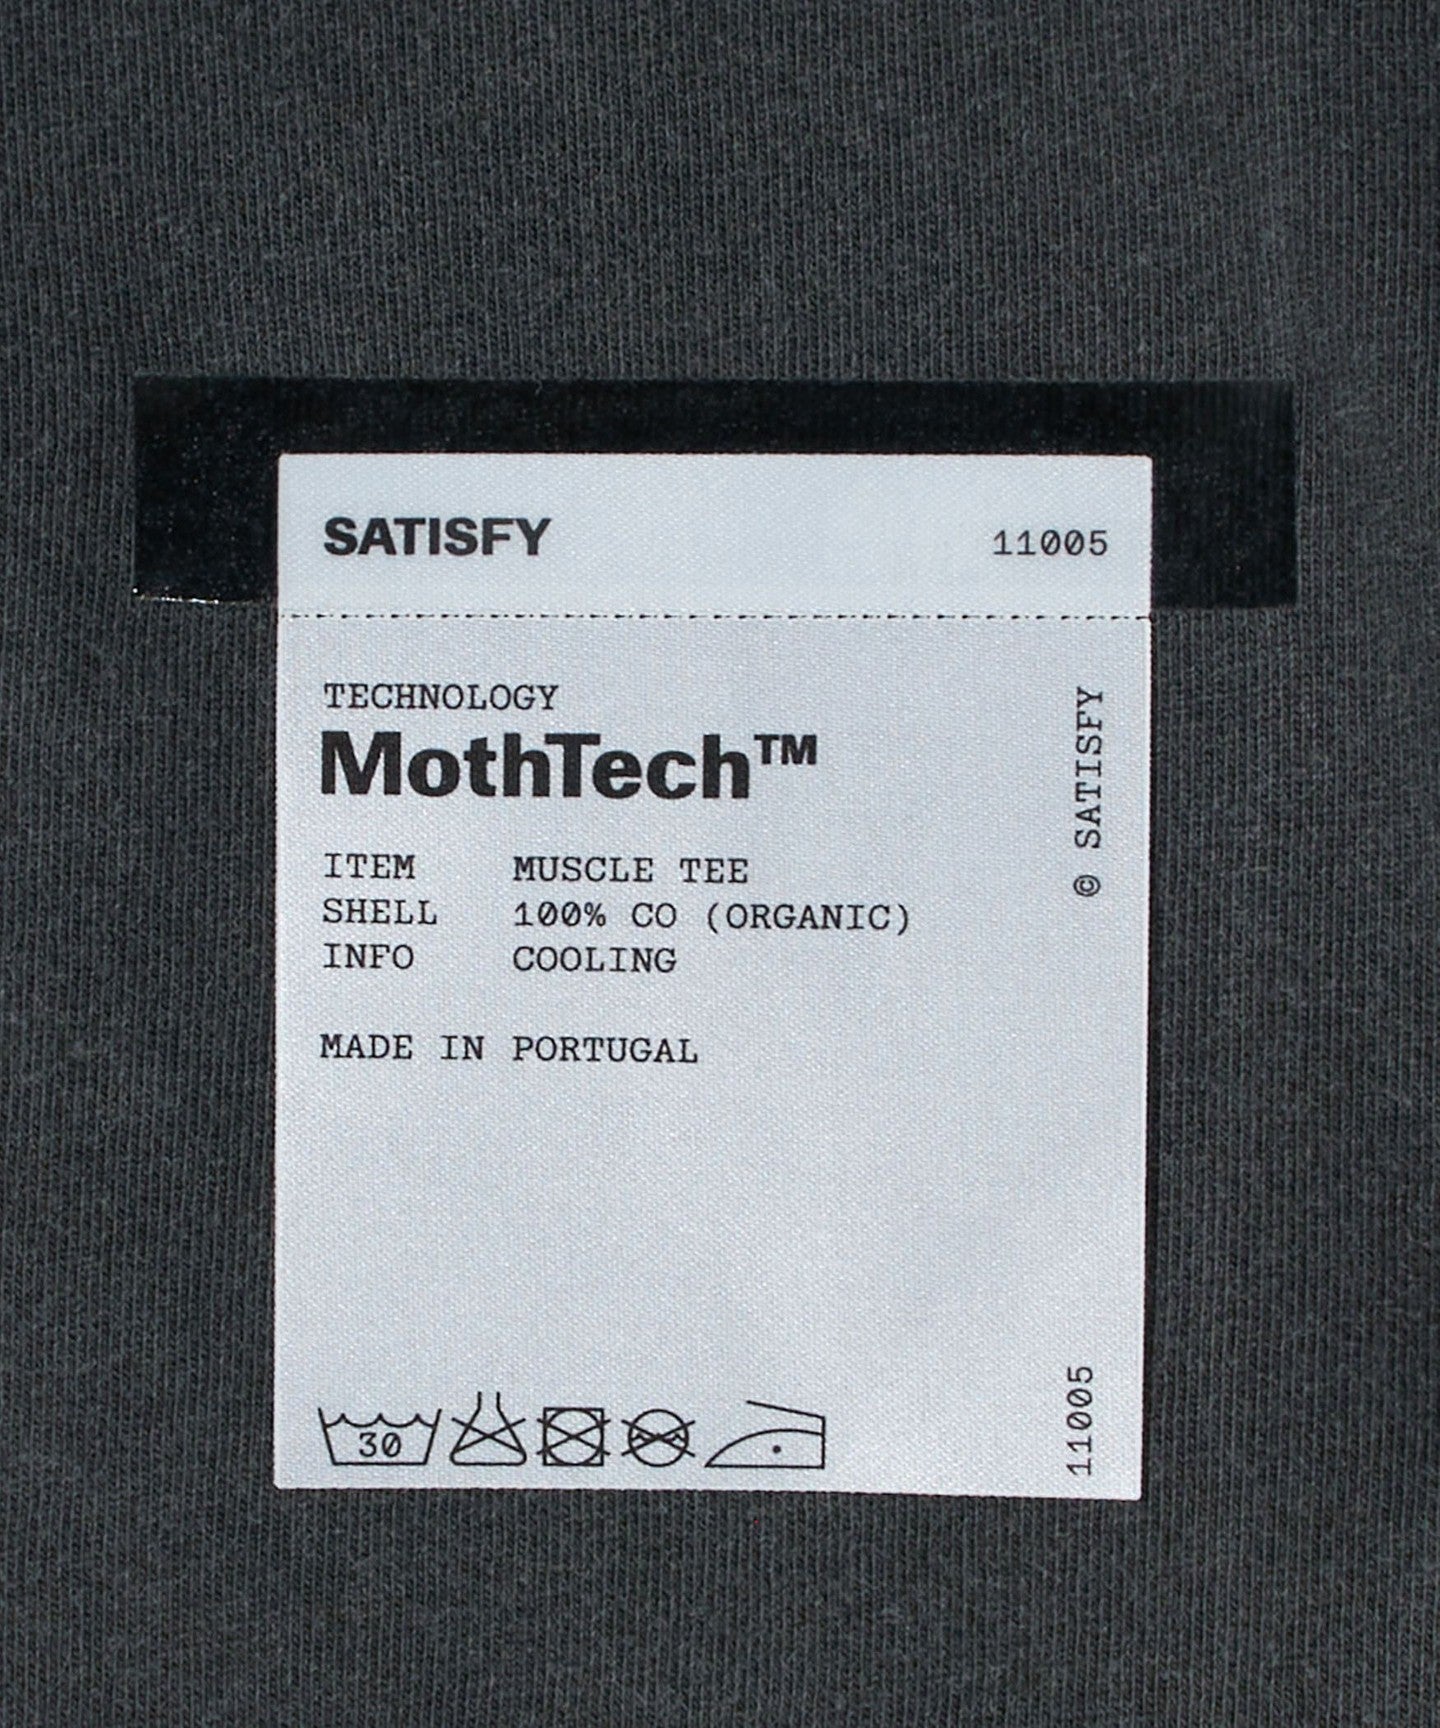 SATISFY 11005
TECHNOLOGY
MothTech™
ITEM MUSCLE TEE
SHELL 100% CO (ORGANIC)
INFO COOLING
MADE IN PORTUGAL
© SATISFY
30
11005